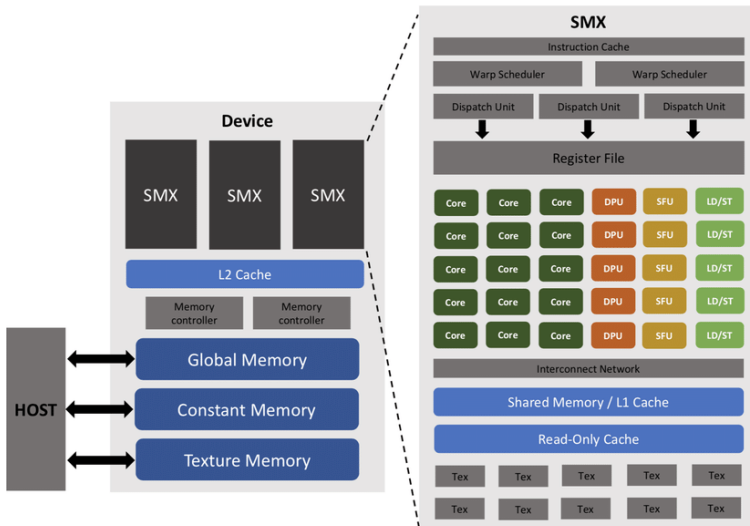 SMX
Instruction Cache
Warp Scheduler Warp Scheduler
Dispatch Unit Dispatch Unit Dispatch Unit
Register File
Core Core Core DPU SFU LD/ST
Core Core Core DPU SFU LD/ST
Core Core Core DPU SFU LD/ST
Core Core Core DPU SFU LD/ST
Core Core Core DPU SFU LD/ST
Interconnect Network
Shared Memory / L1 Cache
Read-Only Cache
Tex Tex Tex Tex Tex
Tex Tex Tex Tex Tex
Device
SMX SMX SMX
L2 Cache
Memory controller Memory controller
Global Memory
Constant Memory
Texture Memory
HOST